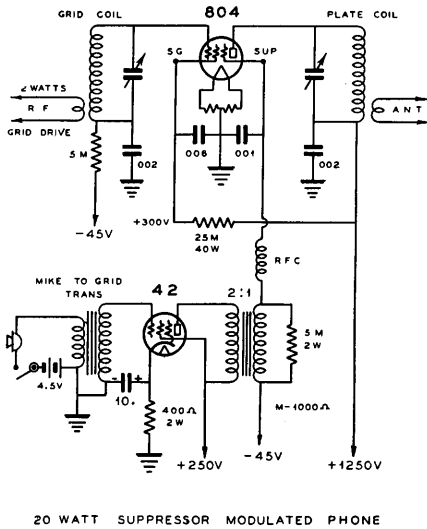 GRID COIL
804
PLATE COIL
SG
SUP
2 WATTS
R F
GRID DRIVE
ANT
5 M
002
006
001
002
-45V
+300V
25M
40W
RFC
MIKE TO GRID
TRANS
42
2:1
5 M
2W
4.5V
- +
10.
400Ω
2W
M-1000Ω
+250V
-45V
+1250V
20 WATT SUPPRESSOR MODULATED PHONE